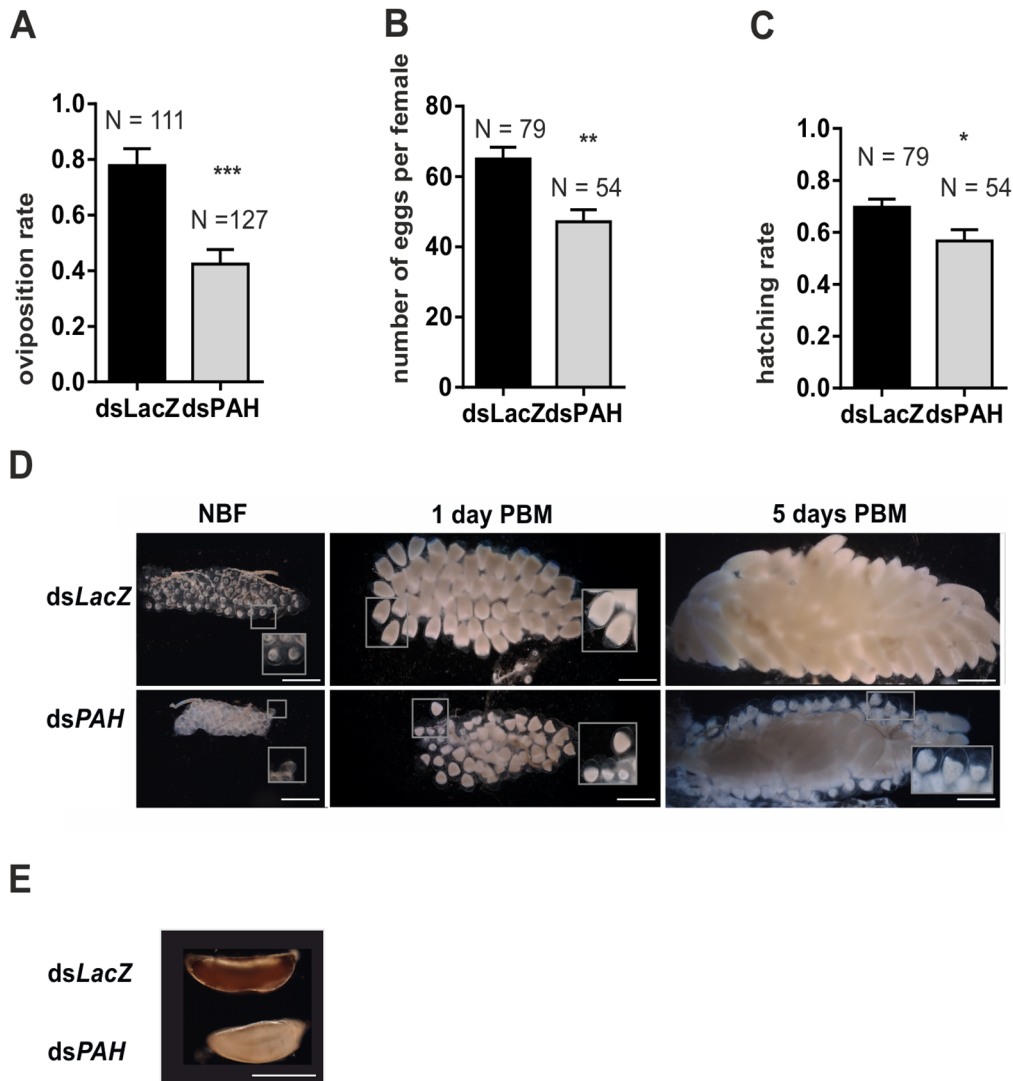 A
B
C
oviposition rate
1.0
0.8
0.6
0.4
0.2
0.0
N = 111
***
N =127
dsLacZ dsPAH
number of eggs per female
80
60
40
20
0
N = 79
**
N = 54
dsLacZ dsPAH
hatching rate
1.0
0.8
0.6
0.4
0.2
0.0
N = 79
*
N = 54
dsLacZ dsPAH
D
NBF
1 day PBM
5 days PBM
dsLacZ
dsPAH
E
dsLacZ
dsPAH